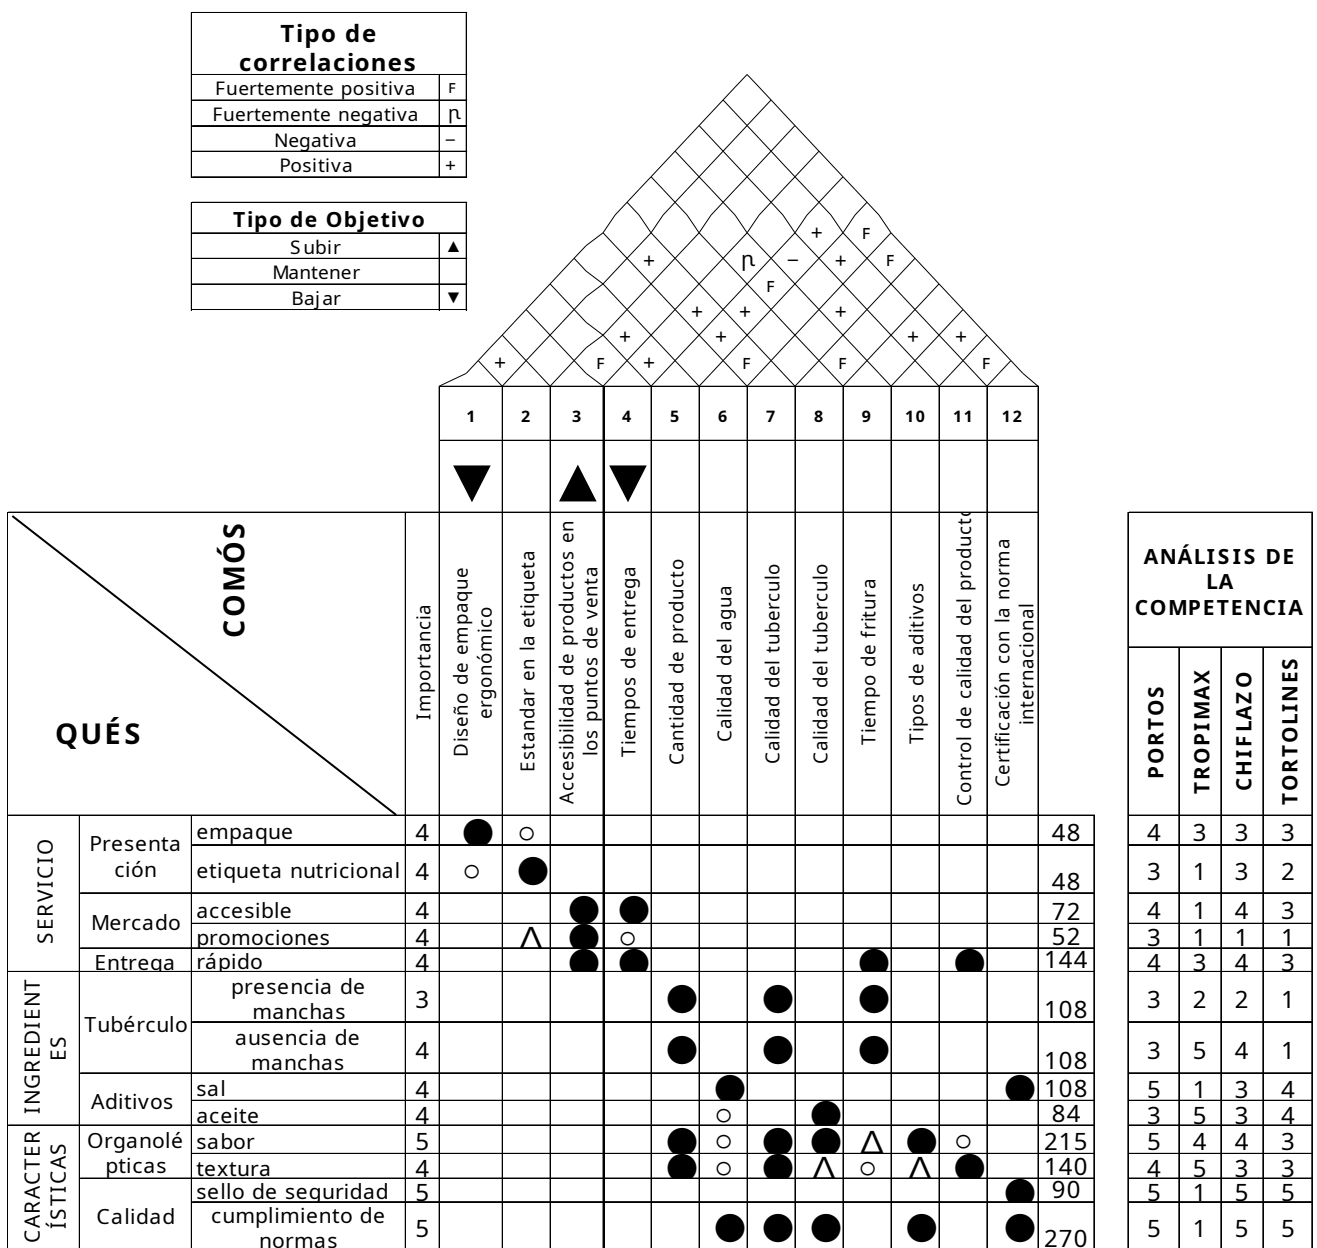 Tipo de
correlaciones
Fuertemente positiva F
Fuertemente negativa ղ
Negativa −
Positiva +
Tipo de Objetivo
Subir ▲
Mantener
Bajar ▼
+ F
+ ղ − + F
F
+ + +
+ + + +
+ F + F F F
1 2 3 4 5 6 7 8 9 10 11 12
▼ ▲ ▼
COMÓS
QUÉS
Importancia
Diseño de empaque
ergonómico
Estandar en la etiqueta
Accesibilidad de productos en
los puntos de venta
Tiempos de entrega
Cantidad de producto
Calidad del agua
Calidad del tuberculo
Calidad del tuberculo
Tiempo de fritura
Tipos de aditivos
Control de calidad del producto
Certificación con la norma
internacional
ANÁLISIS DE
LA
COMPETENCIA
PORTOS
TROPIMAX
CHIFLAZO
TORTOLINES
SERVICIO
Presenta
ción
empaque 4 ● ○ 48 4 3 3 3
etiqueta nutricional 4 ○ ● 48 3 1 3 2
Mercado
accesible 4 ● ● 72 4 1 4 3
promociones 4 Λ ● ○ 52 3 1 1 1
Entrega rápido 4 ● ● ● ● 144 4 3 4 3
INGREDIENT
ES
Tubérculo
presencia de
manchas 3 ● ● ● 108 3 2 2 1
ausencia de
manchas 4 ● ● ● 108 3 5 4 1
Aditivos
sal 4 ● ● 108 5 1 3 4
aceite 4 ○ ● 84 3 5 3 4
CARACTER
ÍSTICAS
Organolé
pticas
sabor 5 ● ○ ● ● Δ ● ○ 215 5 4 4 3
textura 4 ● ○ ● Λ ○ Λ ● 140 4 5 3 3
Calidad
sello de seguridad 5 ● 90 5 1 5 5
cumplimiento de
normas 5 ● ● ● ● ● 270 5 1 5 5